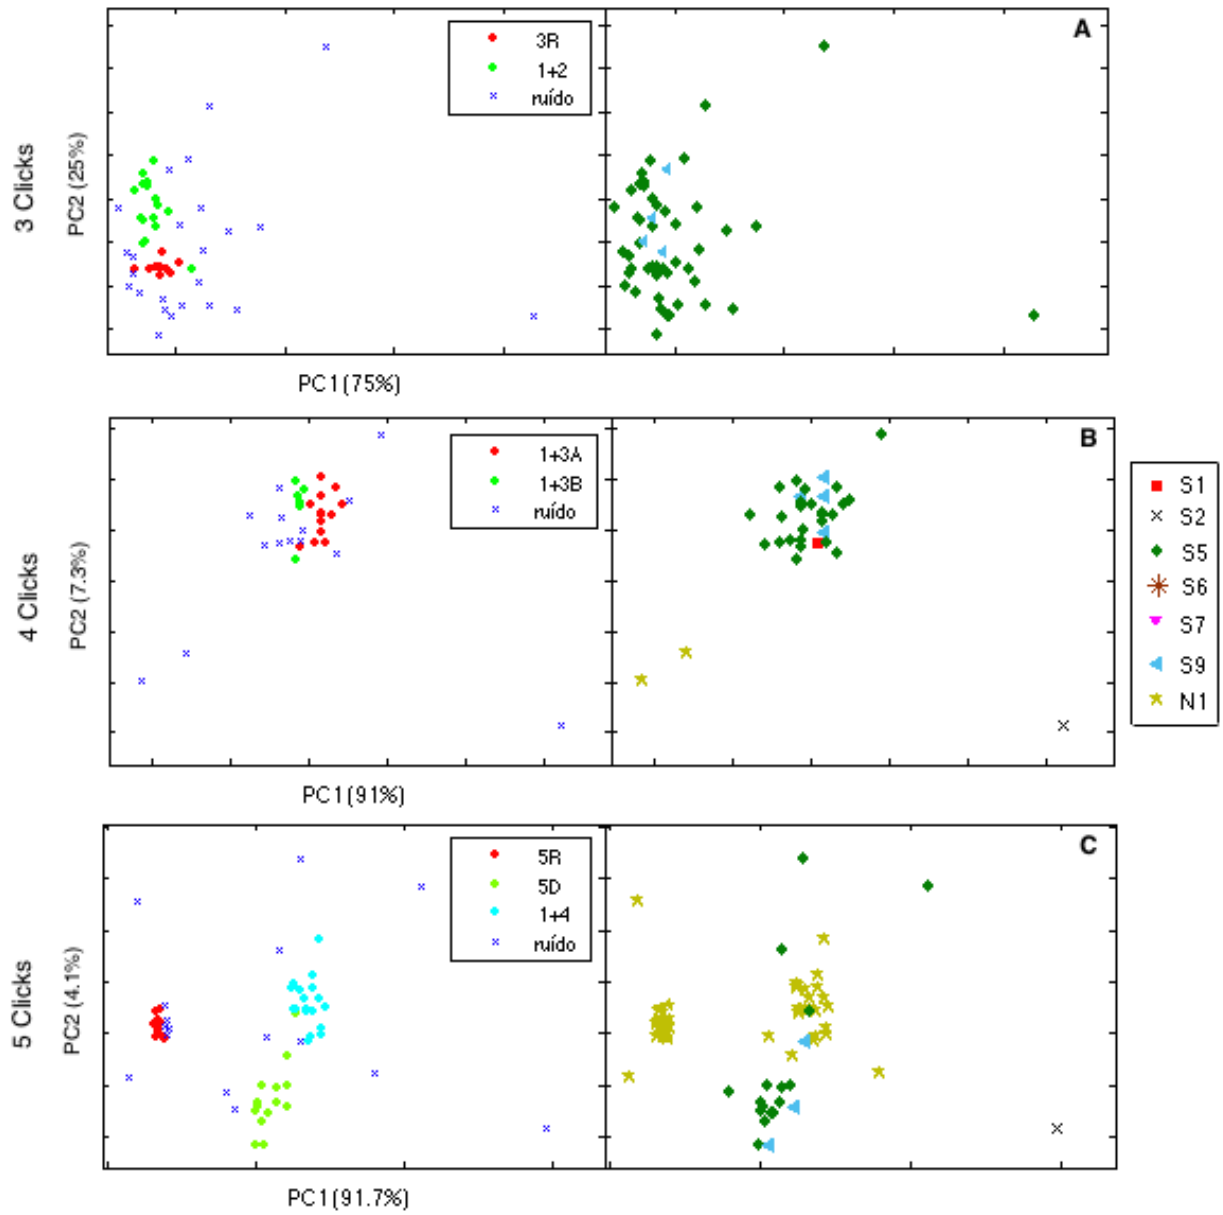 3 Clicks
PC2 (25%)
3R
1+2
ruído
A
PC1(75%)
4 Clicks
PC2 (7.3%)
1+3A
1+3B
ruído
B
PC1(91%)
S1
S2
S5
S6
S7
S9
N1
5 Clicks
PC2 (4.1%)
5R
5D
1+4
ruído
C
PC1(91.7%)